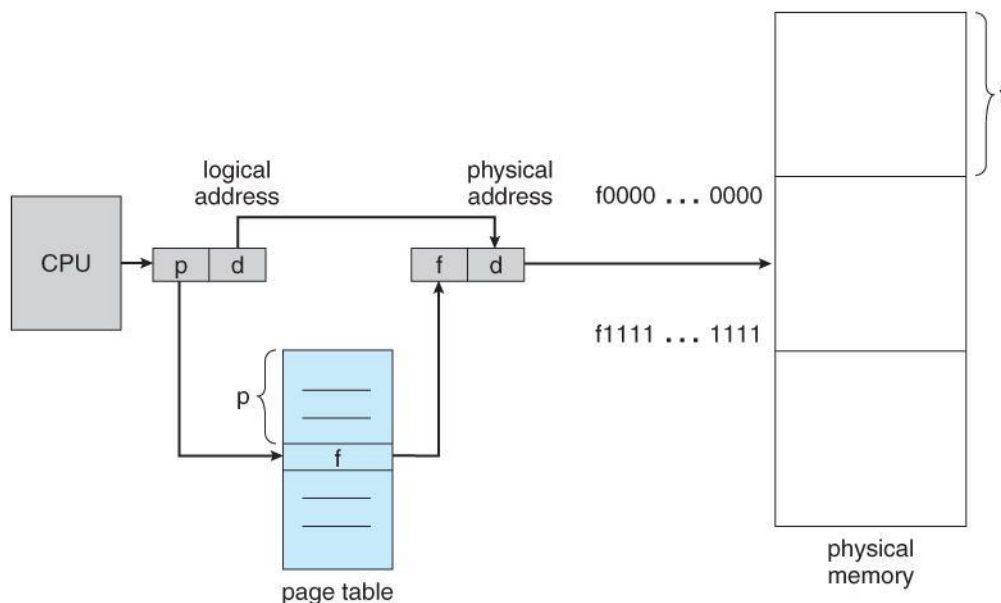 logical
address
physical
address
f0000 ... 0000
CPU
p
d
f
d
f1111 ... 1111
p
f
page table
physical
memory